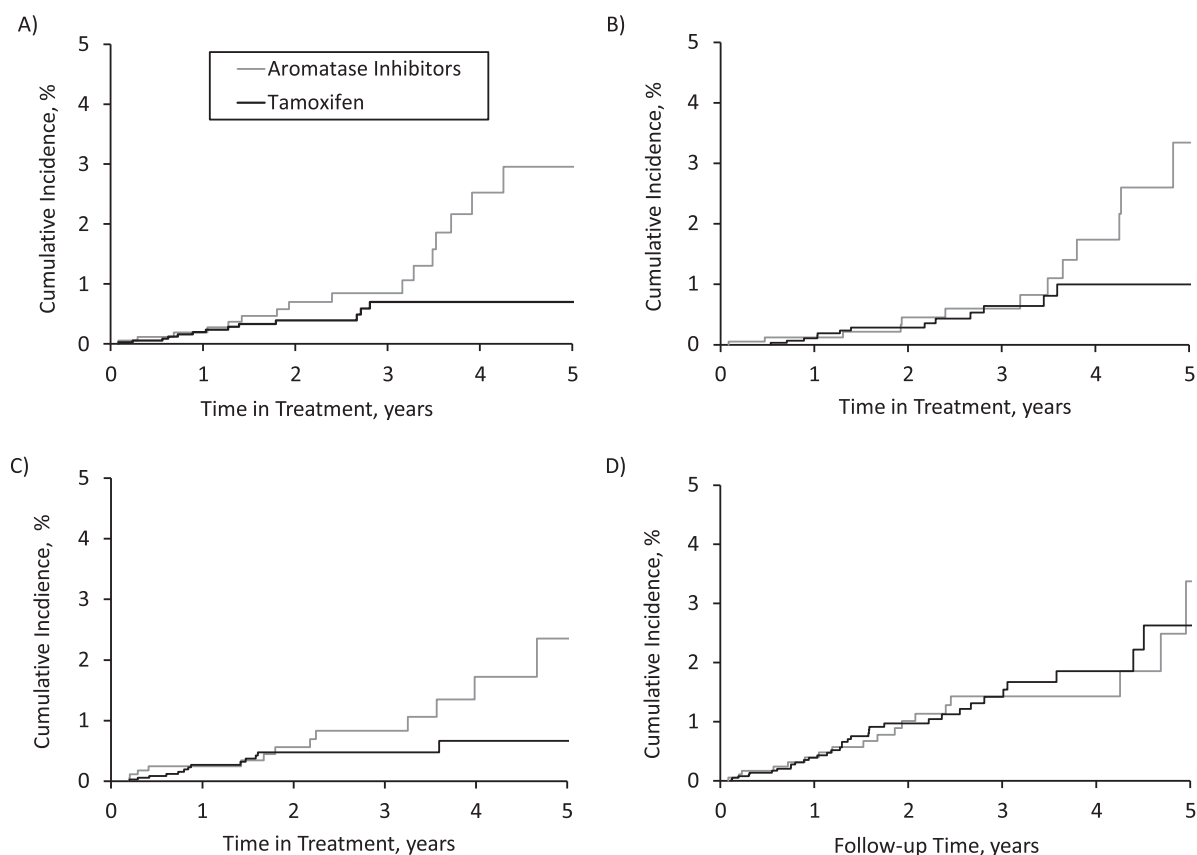 A)
Cumulative Incidence, %
5
4
3
2
1
0
Aromatase Inhibitors
Tamoxifen
0 1 2 3 4 5
Time in Treatment, years
B)
Cumulative Incidence, %
5
4
3
2
1
0
0 1 2 3 4 5
Time in Treatment, years
C)
Cumulative Incdience, %
5
4
3
2
1
0
0 1 2 3 4 5
Time in Treatment, years
D)
Cumulative Incidence, %
5
4
3
2
1
0
0 1 2 3 4 5
Follow-up Time, years